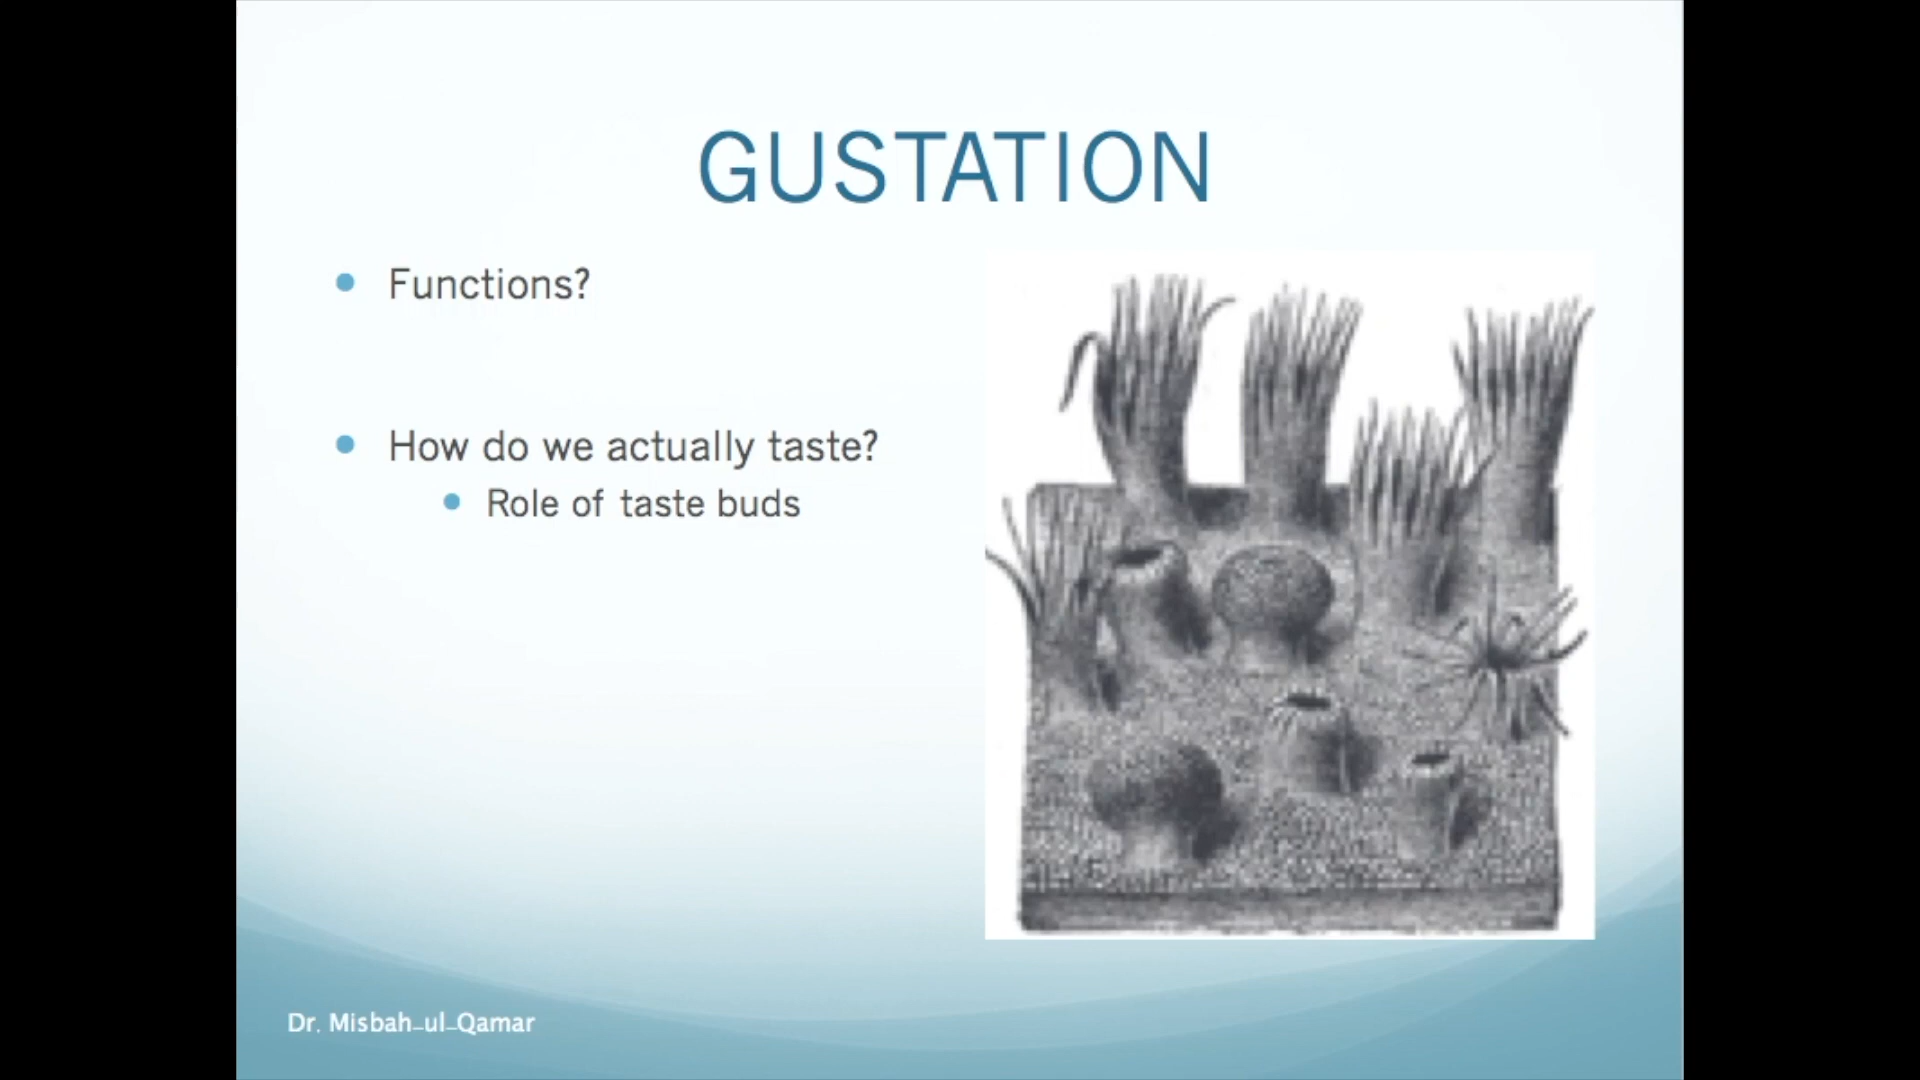 GUSTATION
Functions?
How do we actually taste?
Role of taste buds
Dr. Misbah-ul-Qamar